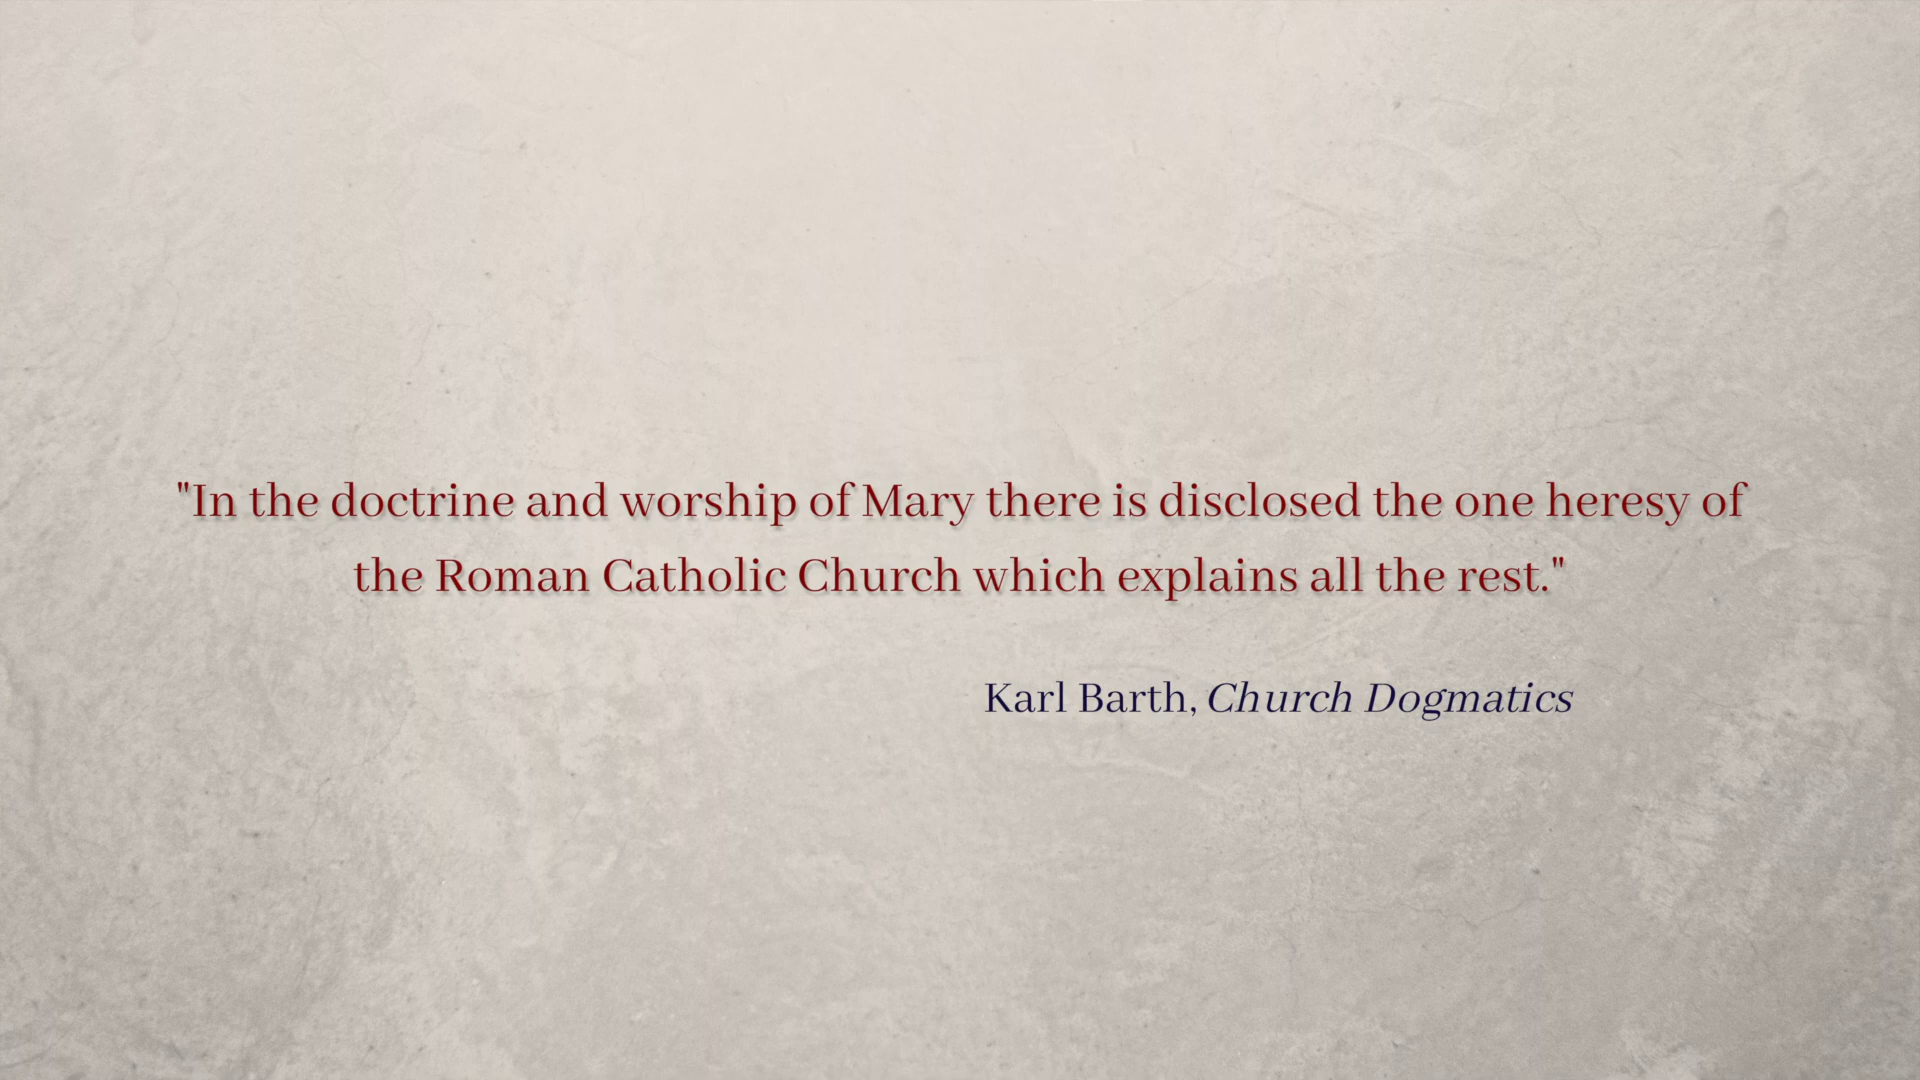 "In the doctrine and worship of Mary there is disclosed the one heresy of
the Roman Catholic Church which explains all the rest."
Karl Barth, Church Dogmatics